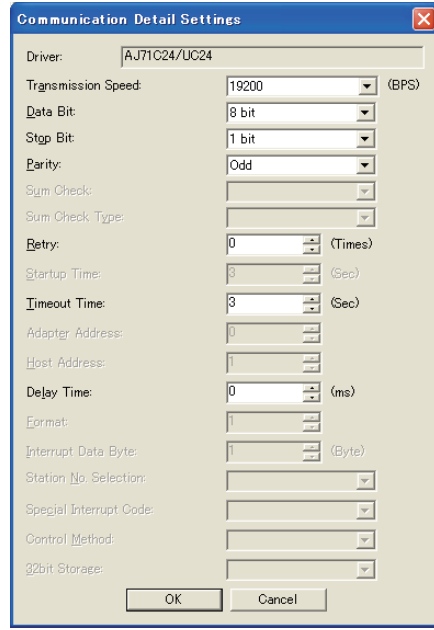 Communication Detail Settings
Driver: AJ71C24/UC24
Transmission Speed: 19200 (BPS)
Data Bit: 8 bit
Stop Bit: 1 bit
Parity: Odd
Sum Check:
Sum Check Type:
Retry: 0 (Times)
Startup Time: 3 (Sec)
Timeout Time: 3 (Sec)
Adapter Address: 0
Host Address: 1
Delay Time: 0 (ms)
Format: 1
Interrupt Data Byte: 1 (Byte)
Station No. Selection:
Special Interrupt Code:
Control Method:
32bit Storage:
OK Cancel